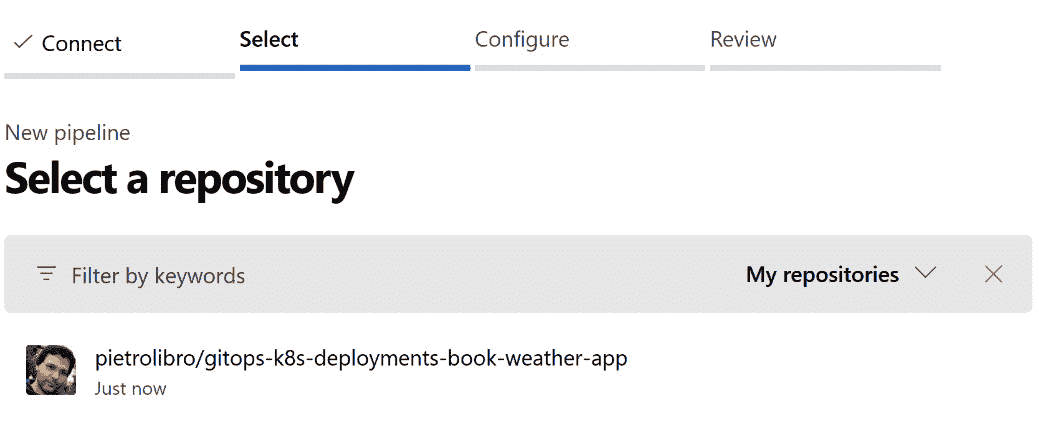 Connect
Select
Configure
Review
New pipeline
Select a repository
Filter by keywords
My repositories
pietrolibro/gitops-k8s-deployments-book-weather-app
Just now